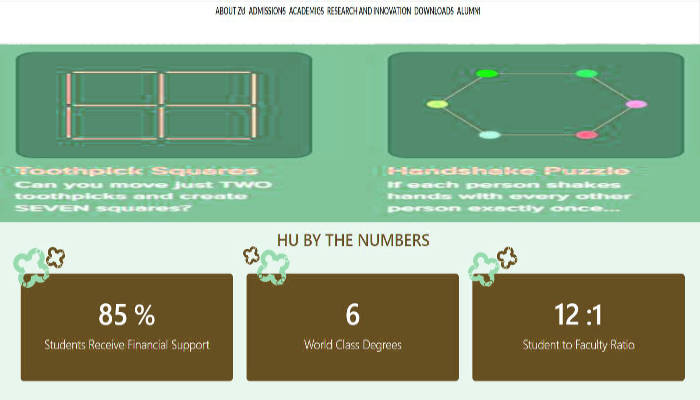 ABOUT ZU ADMISSIONS ACADEMICS RESEARCH AND INNOVATION DOWNLOADS ALUMNI
Toothpick Squares
Can you move just TWO
toothpicks and create
SEVEN squares?
Handshake Puzzle
If each person shakes
hands with every other
person exactly once...
HU BY THE NUMBERS
85 %
Students Receive Financial Support
6
World Class Degrees
12 :1
Student to Faculty Ratio